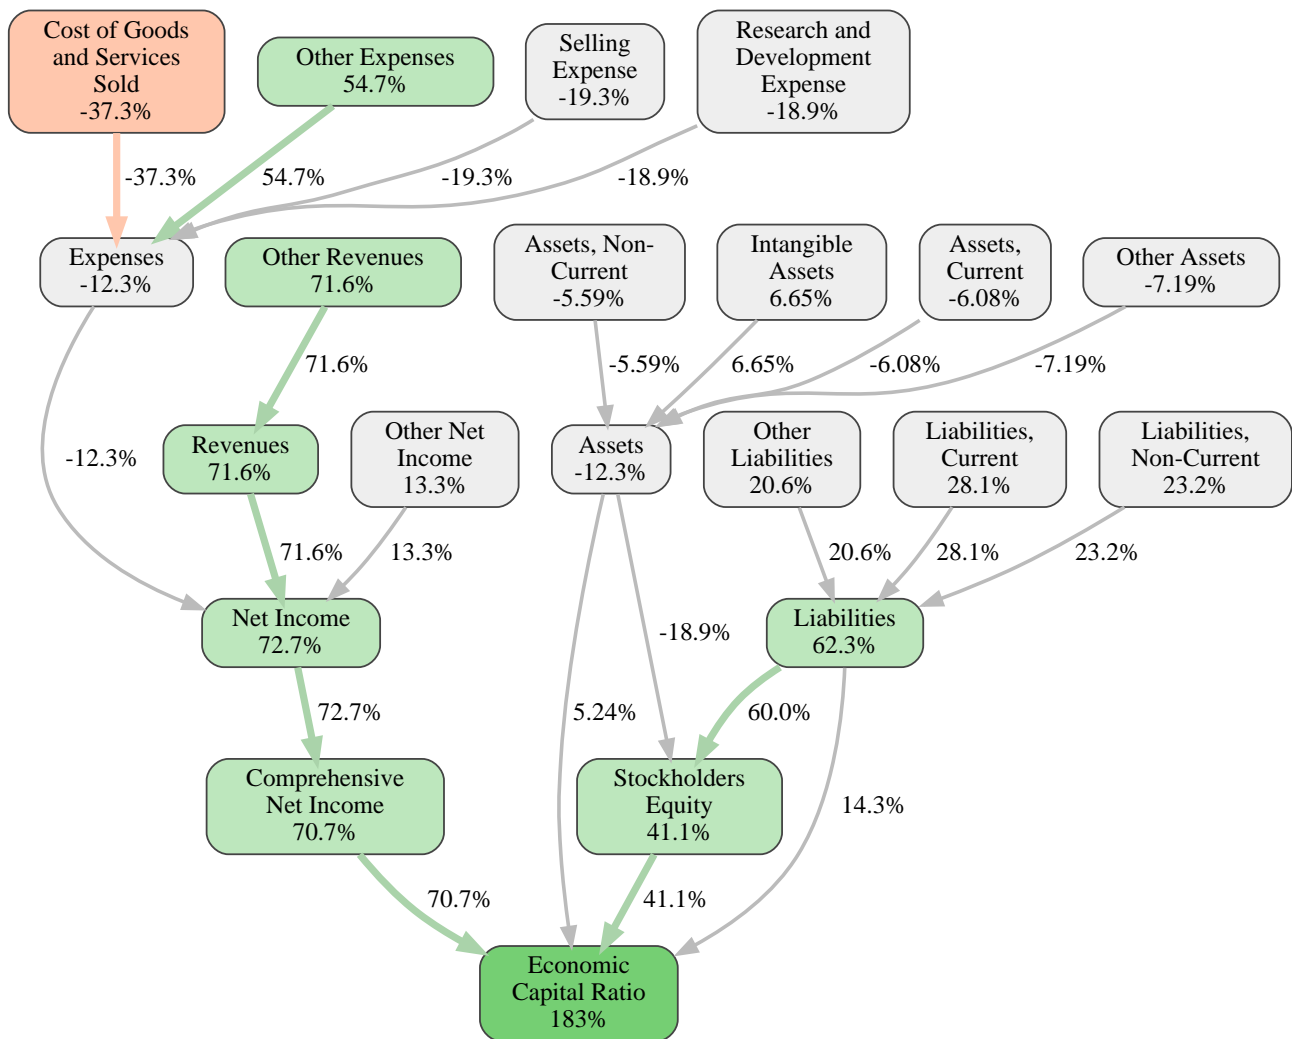 Cost of Goods
and Services
Sold
-37.3%
Other Expenses
54.7%
Selling
Expense
-19.3%
Research and
Development
Expense
-18.9%
-37.3%
54.7%
-19.3%
-18.9%
Expenses
-12.3%
Other Revenues
71.6%
Assets, Non-
Current
-5.59%
Intangible
Assets
6.65%
Assets,
Current
-6.08%
Other Assets
-7.19%
71.6%
-5.59%
6.65%
-6.08%
-7.19%
-12.3%
Revenues
71.6%
Other Net
Income
13.3%
Assets
-12.3%
Other
Liabilities
20.6%
Liabilities,
Current
28.1%
Liabilities,
Non-Current
23.2%
71.6%
13.3%
20.6%
28.1%
23.2%
Net Income
72.7%
-18.9%
Liabilities
62.3%
72.7%
5.24%
60.0%
Comprehensive
Net Income
70.7%
Stockholders
Equity
41.1%
14.3%
70.7%
41.1%
Economic
Capital Ratio
183%